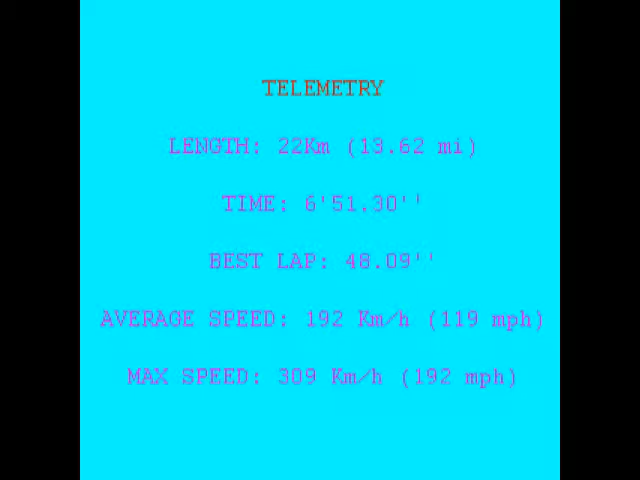 TELEMETRY
LENGTH: 22Km (13.62 mi)
TIME: 6'51.30''
BEST LAP: 48.09''
AVERAGE SPEED: 192 Km/h (119 mph)
MAX SPEED: 309 Km/h (192 mph)